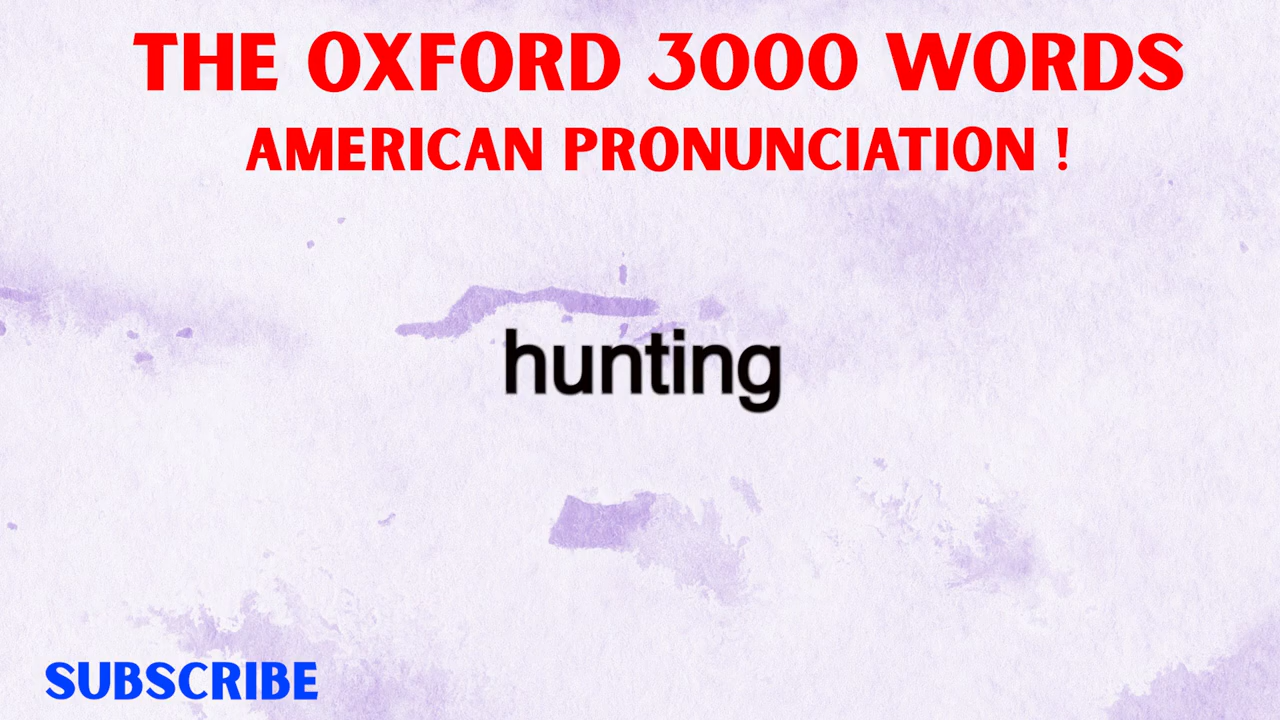 THE OXFORD 3000 WORDS
AMERICAN PRONUNCIATION !
hunting
SUBSCRIBE